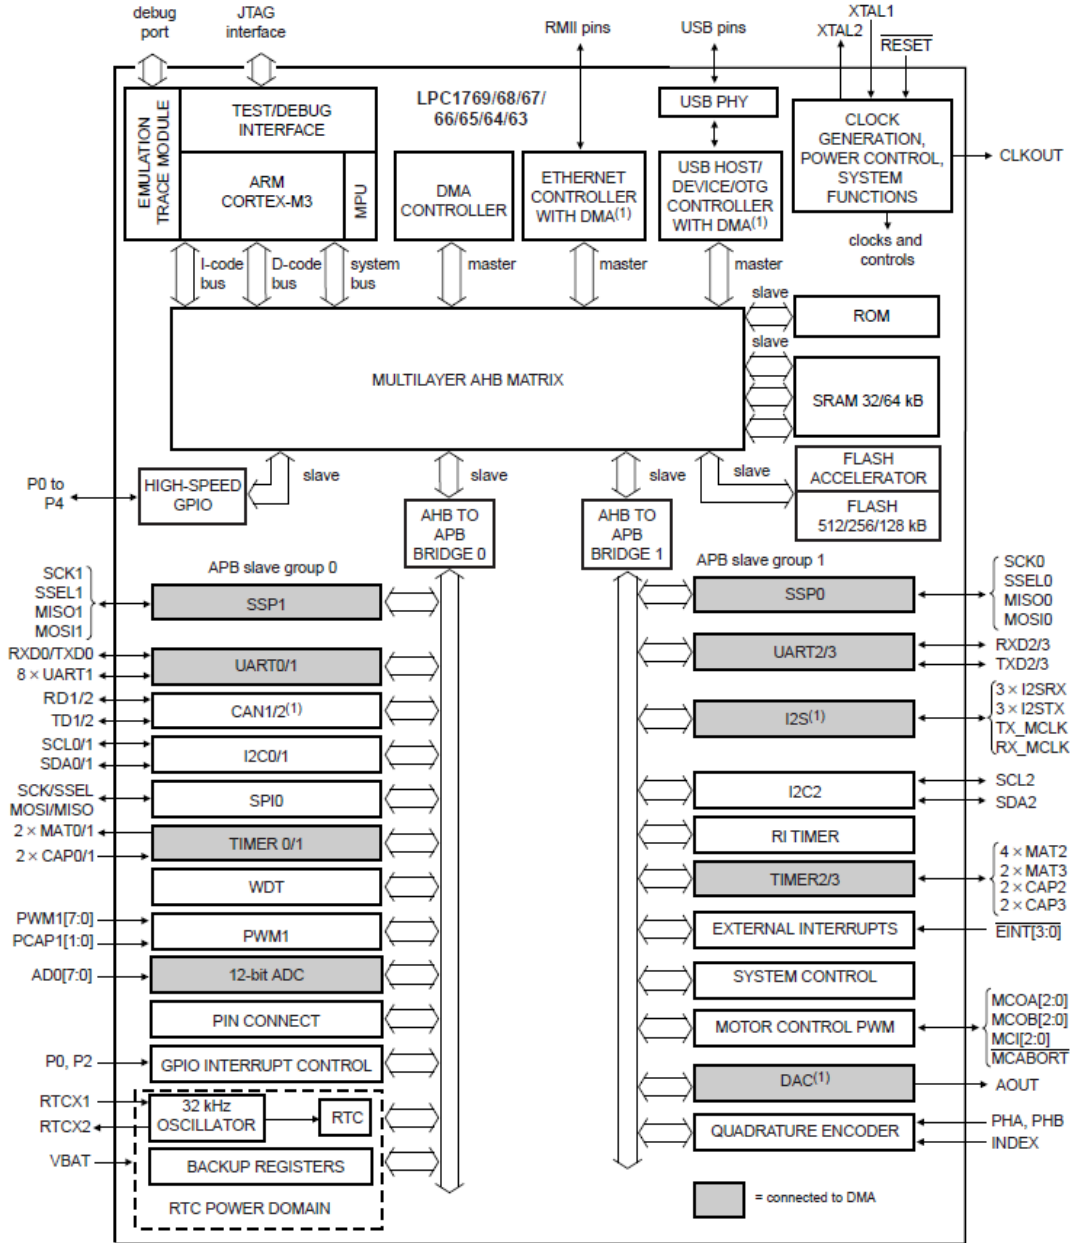 debug
port
JTAG
interface
RMII pins
USB pins
XTAL1
XTAL2
RESET
LPC1769/68/67/
66/65/64/63
EMULATION
TRACE MODULE
TEST/DEBUG
INTERFACE
ARM
CORTEX-M3
MPU
DMA
CONTROLLER
ETHERNET
CONTROLLER
WITH DMA(1)
USB PHY
USB HOST/
DEVICE/OTG
CONTROLLER
WITH DMA(1)
CLOCK
GENERATION,
POWER CONTROL,
SYSTEM
FUNCTIONS
CLKOUT
clocks and
controls
I-code
bus
D-code
bus
system
bus
master
master
master
slave
ROM
slave
MULTILAYER AHB MATRIX
SRAM 32/64 kB
P0 to
P4
HIGH-SPEED
GPIO
slave
slave
slave
slave
FLASH
ACCELERATOR
FLASH
512/256/128 kB
AHB TO
APB
BRIDGE 0
AHB TO
APB
BRIDGE 1
APB slave group 0
SCK1
SSEL1
MISO1
MOSI1
SSP1
RXD0/TXD0
8 × UART1
UART0/1
RD1/2
TD1/2
CAN1/2(1)
SCL0/1
SDA0/1
I2C0/1
SCK/SSEL
MOSI/MISO
SPI0
2 × MAT0/1
2 × CAP0/1
TIMER 0/1
WDT
PWM1[7:0]
PCAP1[1:0]
PWM1
AD0[7:0]
12-bit ADC
PIN CONNECT
P0, P2
GPIO INTERRUPT CONTROL
RTCX1
RTCX2
32 kHz
OSCILLATOR
RTC
VBAT
BACKUP REGISTERS
RTC POWER DOMAIN
APB slave group 1
SSP0
SCK0
SSEL0
MISO0
MOSI0
UART2/3
RXD2/3
TXD2/3
I2S(1)
3 × I2SRX
3 × I2STX
TX_MCLK
RX_MCLK
I2C2
SCL2
SDA2
RI TIMER
TIMER2/3
4 × MAT2
2 × MAT3
2 × CAP2
2 × CAP3
EXTERNAL INTERRUPTS
EINT[3:0]
SYSTEM CONTROL
MOTOR CONTROL PWM
MCOA[2:0]
MCOB[2:0]
MCI[2:0]
MCABORT
DAC(1)
AOUT
QUADRATURE ENCODER
PHA, PHB
INDEX
= connected to DMA